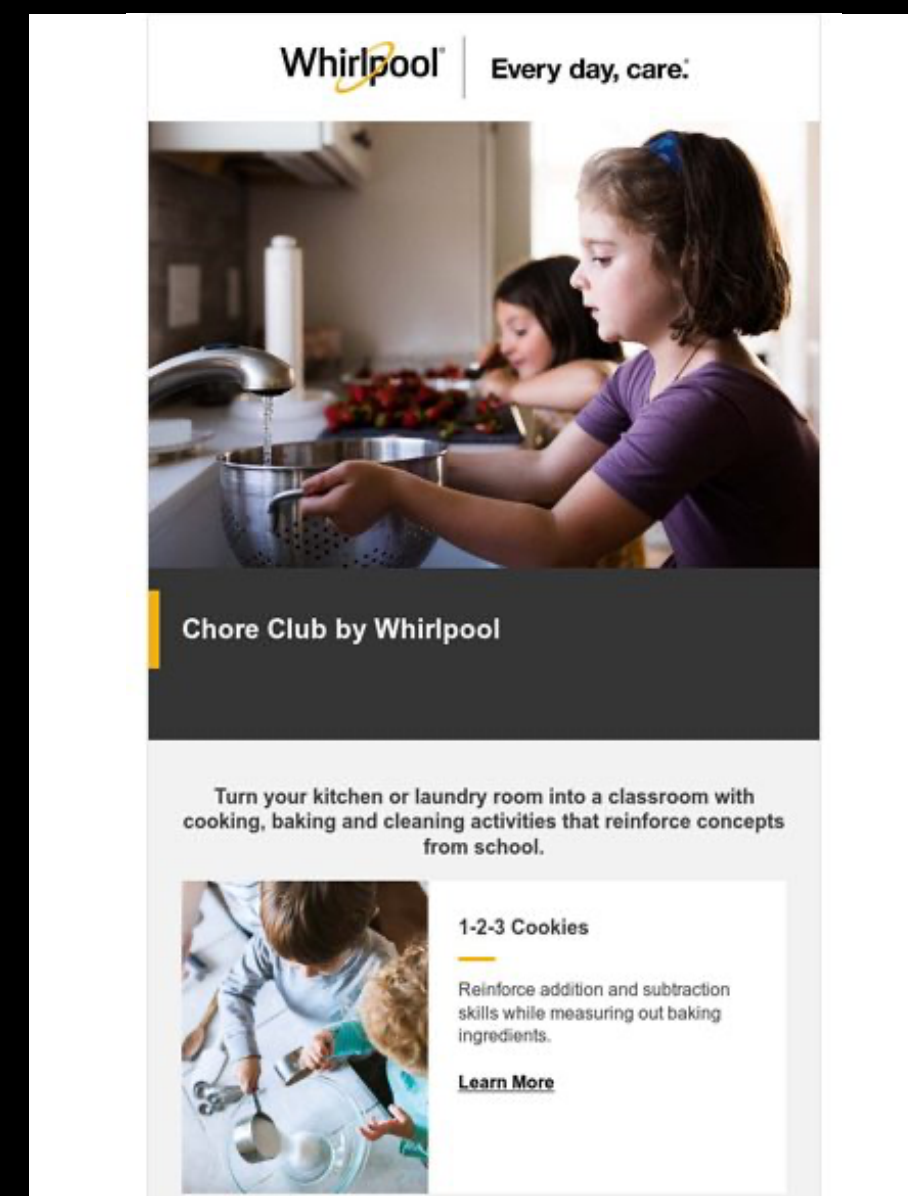 Whirlpool®
Every day, care.®
Chore Club by Whirlpool
Turn your kitchen or laundry room into a classroom with
cooking, baking and cleaning activities that reinforce concepts
from school.
1-2-3 Cookies
Reinforce addition and subtraction
skills while measuring out baking
ingredients.
Learn More